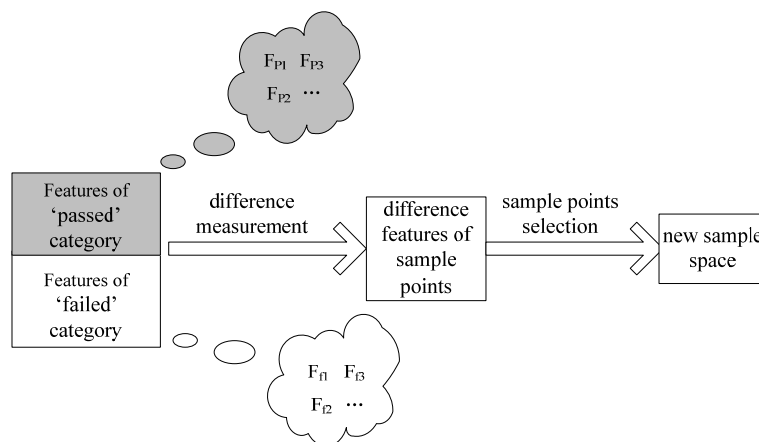 F_P1 F_P3
F_P2 ...
Features of
'passed'
category
Features of
'failed'
category
difference
measurement
difference
features of
sample
points
sample points
selection
new sample
space
F_f1 F_f3
F_f2 ...